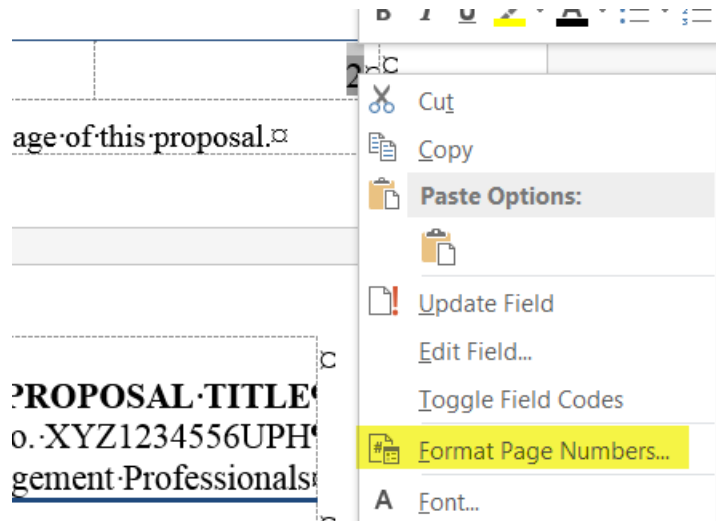 B I U A
2¤¤
age·of·this·proposal.¤
¤
PROPOSAL·TITLE¶
o.·XYZ1234556UPH¶
gement·Professionals¤
Cut
Copy
Paste Options:
Update Field
Edit Field...
Toggle Field Codes
Format Page Numbers...
A Font...